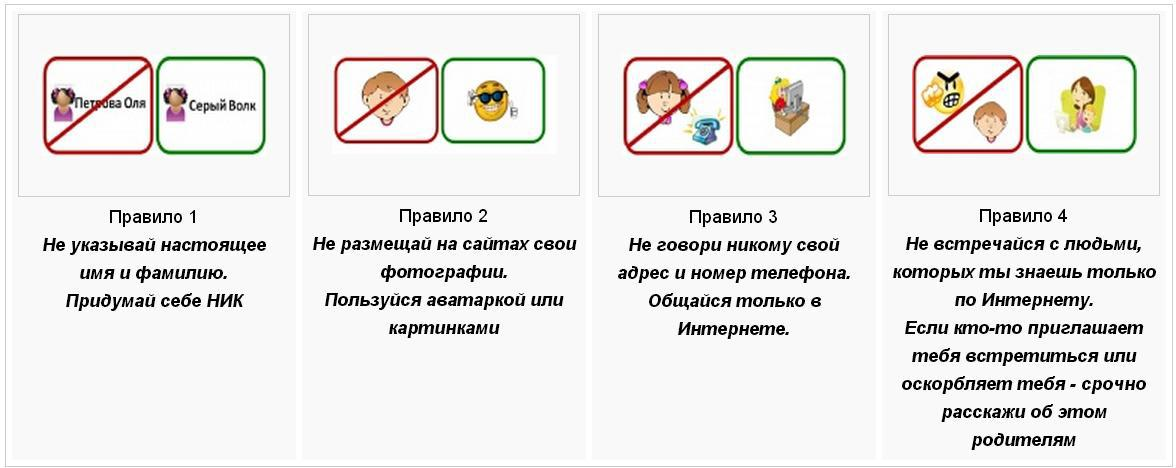 Петрова Оля
Серый Волк
Правило 1
Не указывай настоящее
имя и фамилию.
Придумай себе НИК
Правило 2
Не размещай на сайтах свои
фотографии.
Пользуйся аватаркой или
картинками
Правило 3
Не говори никому свой
адрес и номер телефона.
Общайся только в
Интернете.
Правило 4
Не встречайся с людьми,
которых ты знаешь только
по Интернету.
Если кто-то приглашает
тебя встретиться или
оскорбляет тебя - срочно
расскажи об этом
родителям